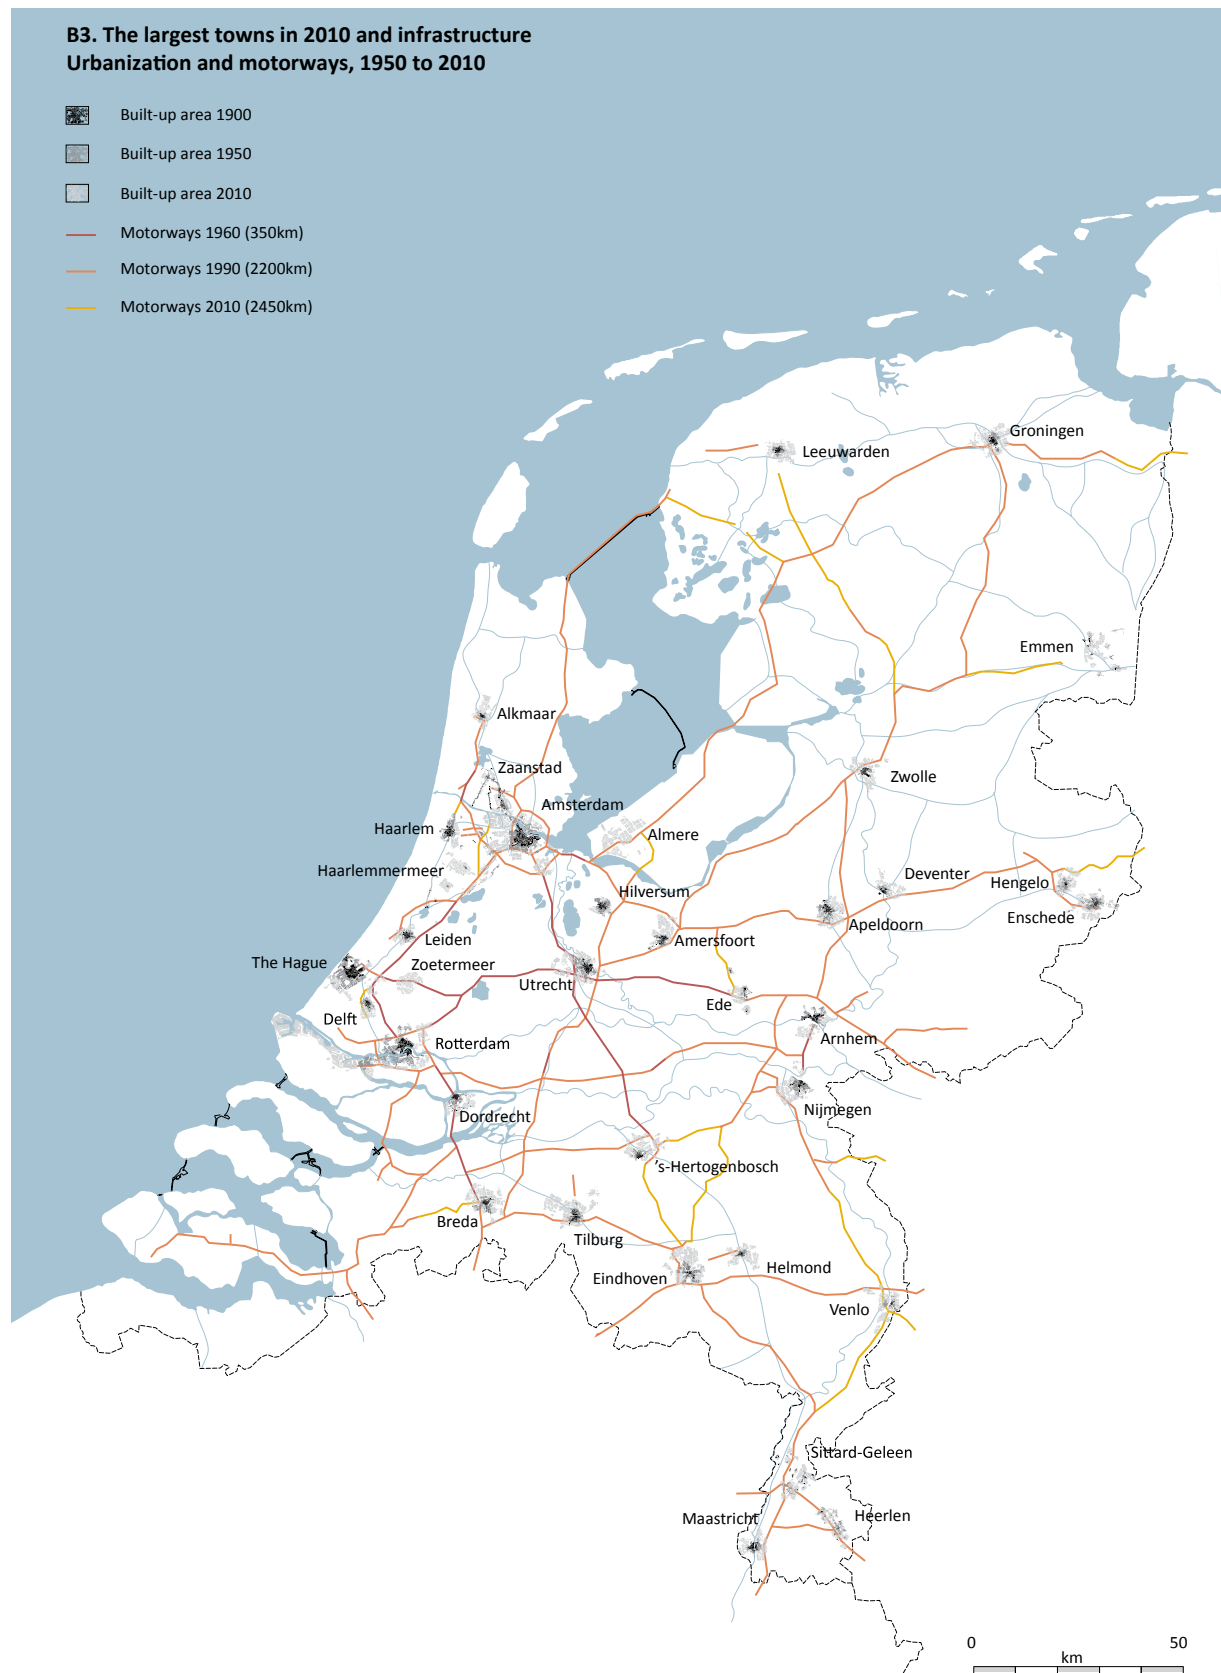 B3. The largest towns in 2010 and infrastructure
Urbanization and motorways, 1950 to 2010
Built-up area 1900
Built-up area 1950
Built-up area 2010
Motorways 1960 (350km)
Motorways 1990 (2200km)
Motorways 2010 (2450km)
Groningen
Leeuwarden
Emmen
Alkmaar
Zaanstad
Zwolle
Amsterdam
Haarlem
Almere
Haarlemmermeer
Deventer
Hengelo
Hilversum
Enschede
Apeldoorn
Leiden
Amersfoort
The Hague
Zoetermeer
Utrecht
Ede
Delft
Arnhem
Rotterdam
Nijmegen
Dordrecht
's-Hertogenbosch
Breda
Tilburg
Helmond
Eindhoven
Venlo
Sittard-Geleen
Maastricht
Heerlen
0 50
km